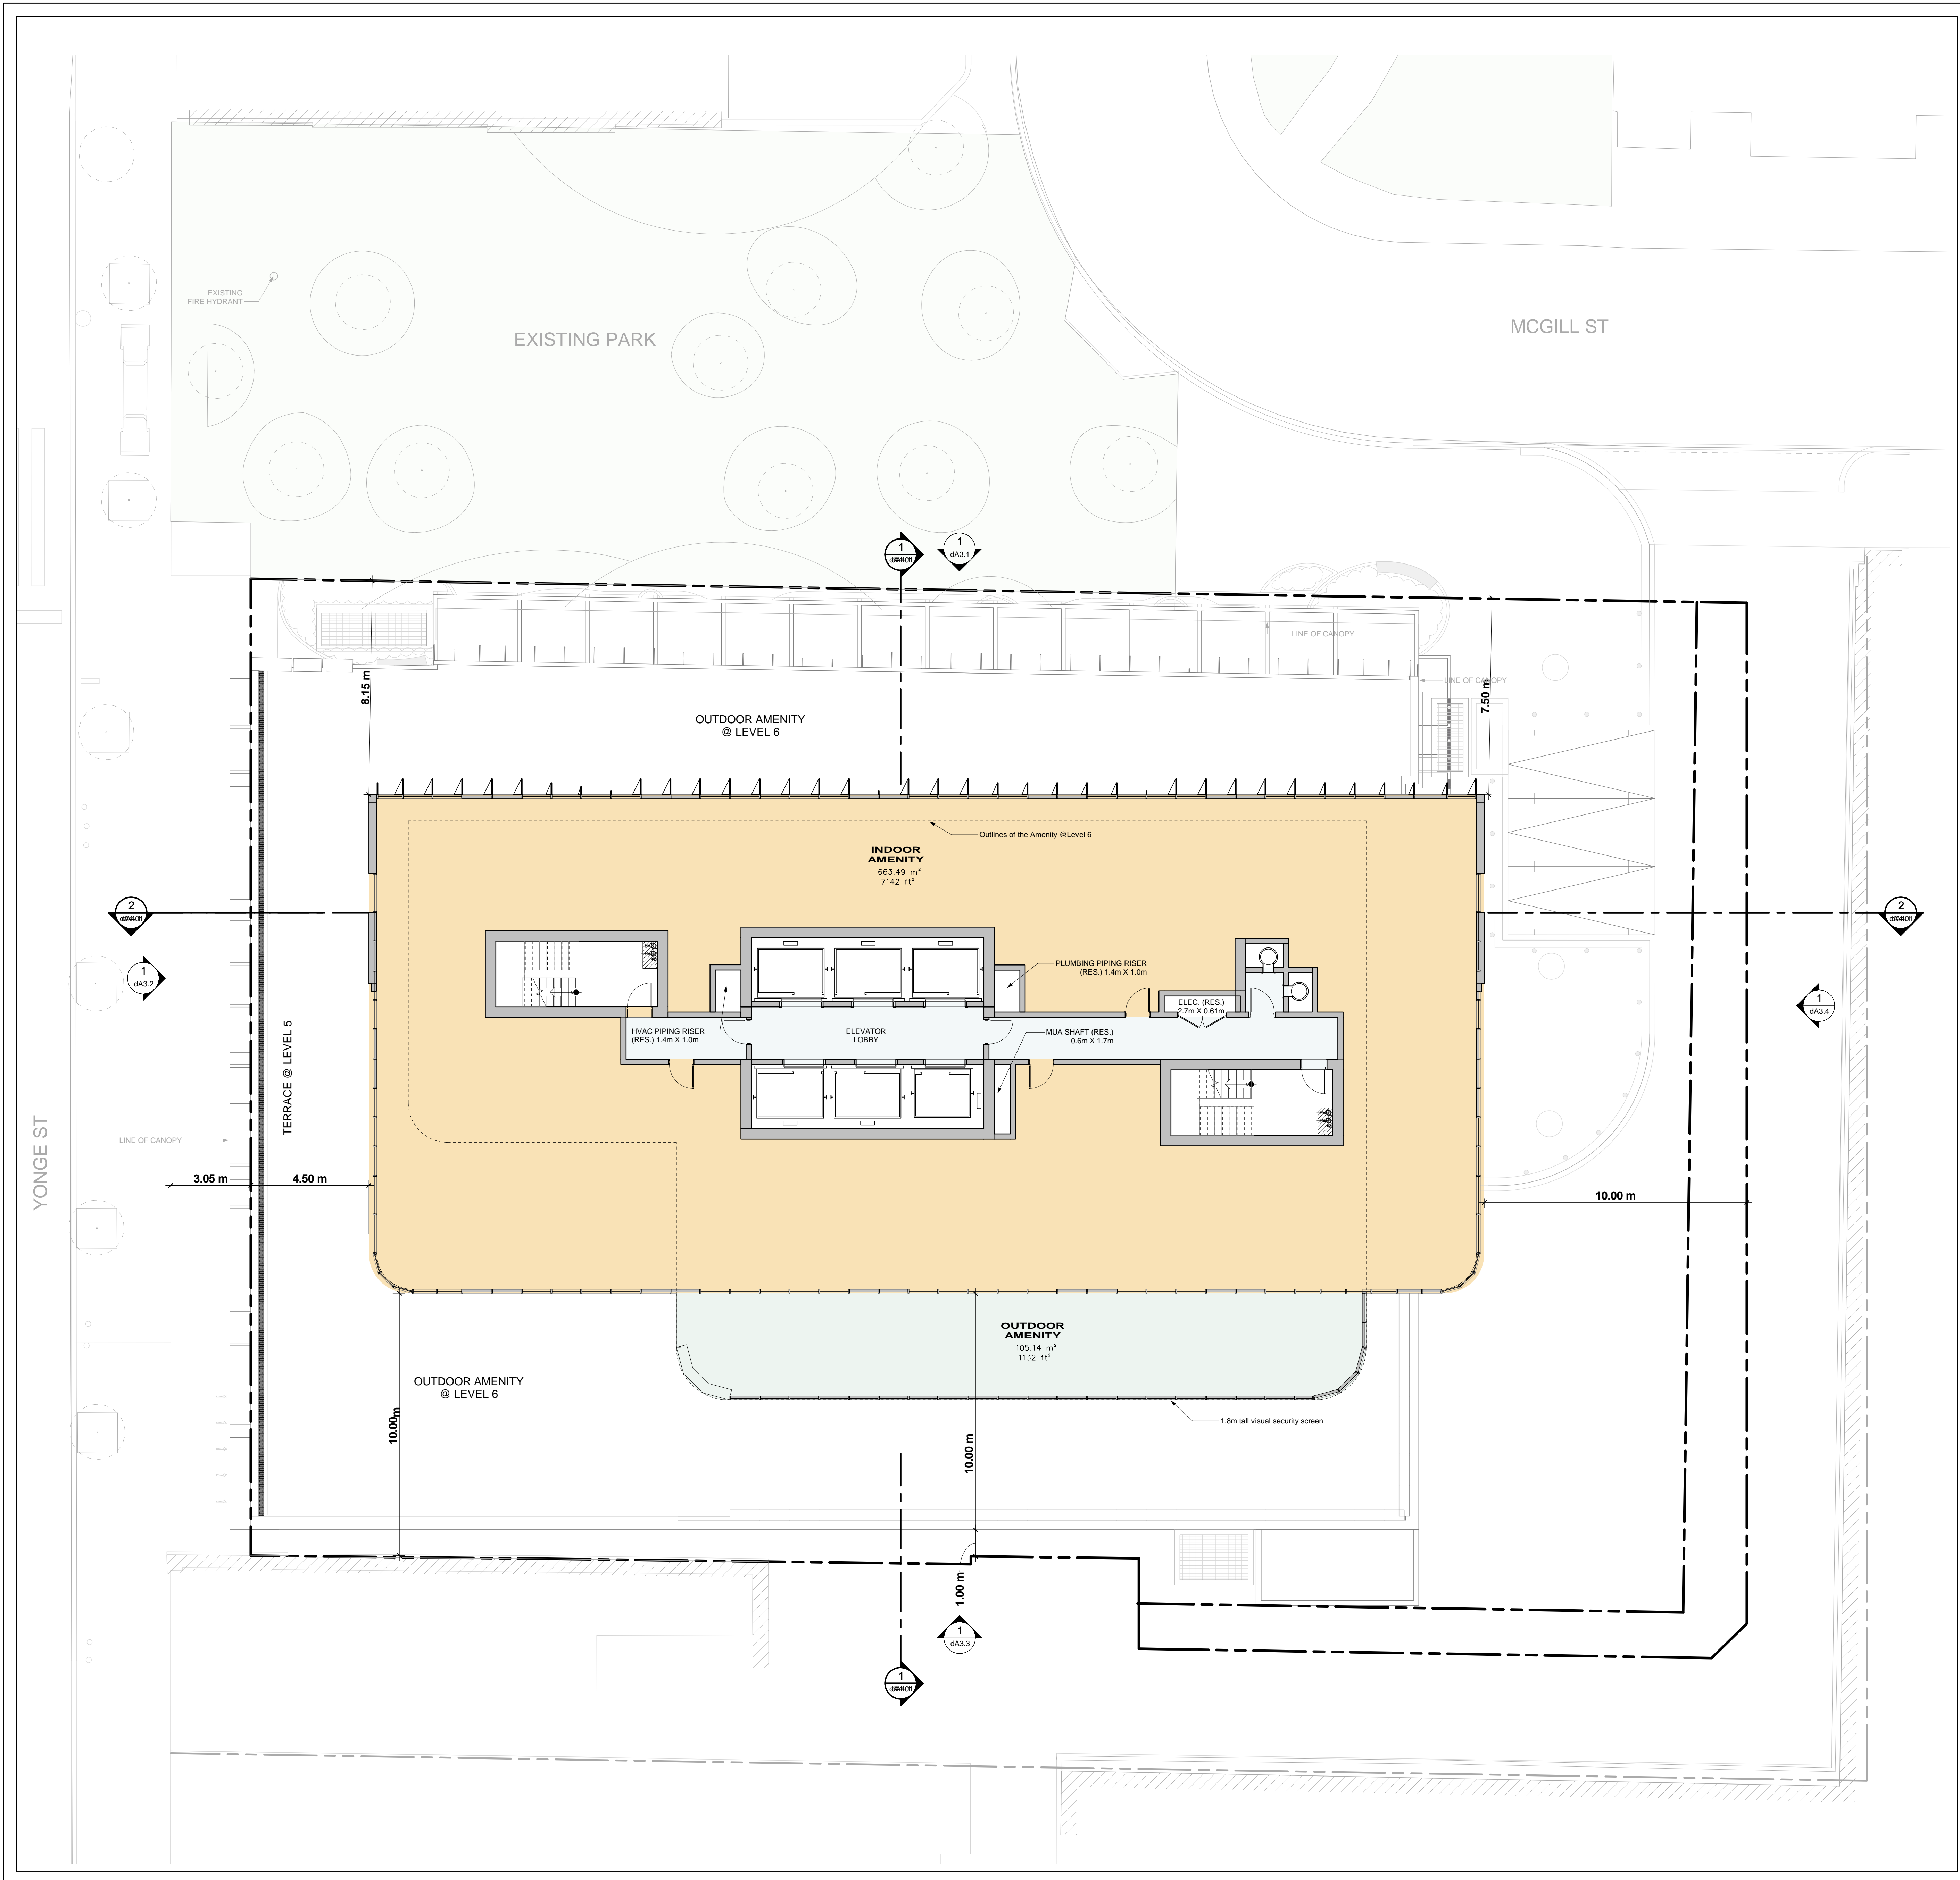 EXISTING
FIRE HYDRANT
EXISTING PARK
MCGILL ST
1
1
dA3.1
LINE OF CANOPY
LINE OF CANOPY
8.15 m
7.50 m
OUTDOOR AMENITY
@ LEVEL 6
Outlines of the Amenity @Level 6
INDOOR
AMENITY
663.49 m²
7142 ft²
2
2
1
dA3.2
PLUMBING PIPING RISER
(RES.) 1.4m X 1.0m
ELEC. (RES.)
2.7m X 0.61m
1
dA3.4
HVAC PIPING RISER
(RES.) 1.4m X 1.0m
ELEVATOR
LOBBY
MUA SHAFT (RES.)
0.6m X 1.7m
TERRACE @ LEVEL 5
YONGE ST
LINE OF CANOPY
3.05 m
4.50 m
10.00 m
OUTDOOR
AMENITY
105.14 m²
1132 ft²
OUTDOOR AMENITY
@ LEVEL 6
1.8m tall visual security screen
10.00m
10.00 m
1.00 m
1
dA3.3
1